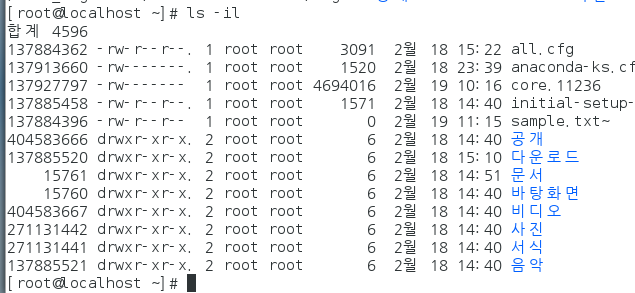 [root@localhost ~]# ls -il
합계 4596
137884362 -rw-r--r--. 1 root root 3091 2월 18 15:22 all.cfg
137913660 -rw-------. 1 root root 1520 2월 18 23:39 anaconda-ks.cf
137927797 -rw-------. 1 root root 4694016 2월 19 10:16 core.11236
137885458 -rw-r--r--. 1 root root 1571 2월 18 14:40 initial-setup-
137884396 -rw-r--r--. 1 root root 0 2월 19 11:15 sample.txt~
404583666 drwxr-xr-x. 2 root root 6 2월 18 14:40 공개
137885520 drwxr-xr-x. 2 root root 6 2월 18 15:10 다운로드
15761 drwxr-xr-x. 2 root root 6 2월 18 14:51 문서
15760 drwxr-xr-x. 2 root root 6 2월 18 14:40 바탕화면
404583667 drwxr-xr-x. 2 root root 6 2월 18 14:40 비디오
271131442 drwxr-xr-x. 2 root root 6 2월 18 14:40 사진
271131441 drwxr-xr-x. 2 root root 6 2월 18 14:40 서식
137885521 drwxr-xr-x. 2 root root 6 2월 18 14:40 음악
[root@localhost ~]#